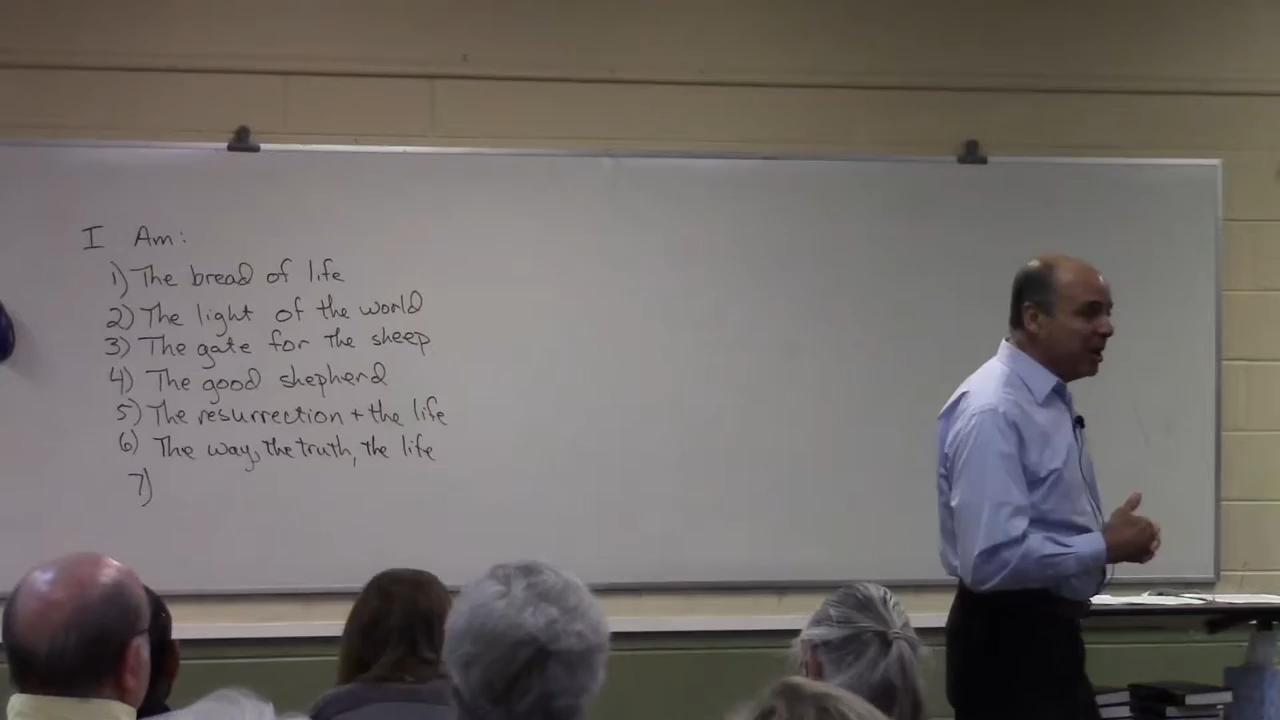 I Am:
1) The bread of life
2) The light of the world
3) The gate for the sheep
4) The good shepherd
5) The resurrection + the life
6) The way, the truth, the life
7)